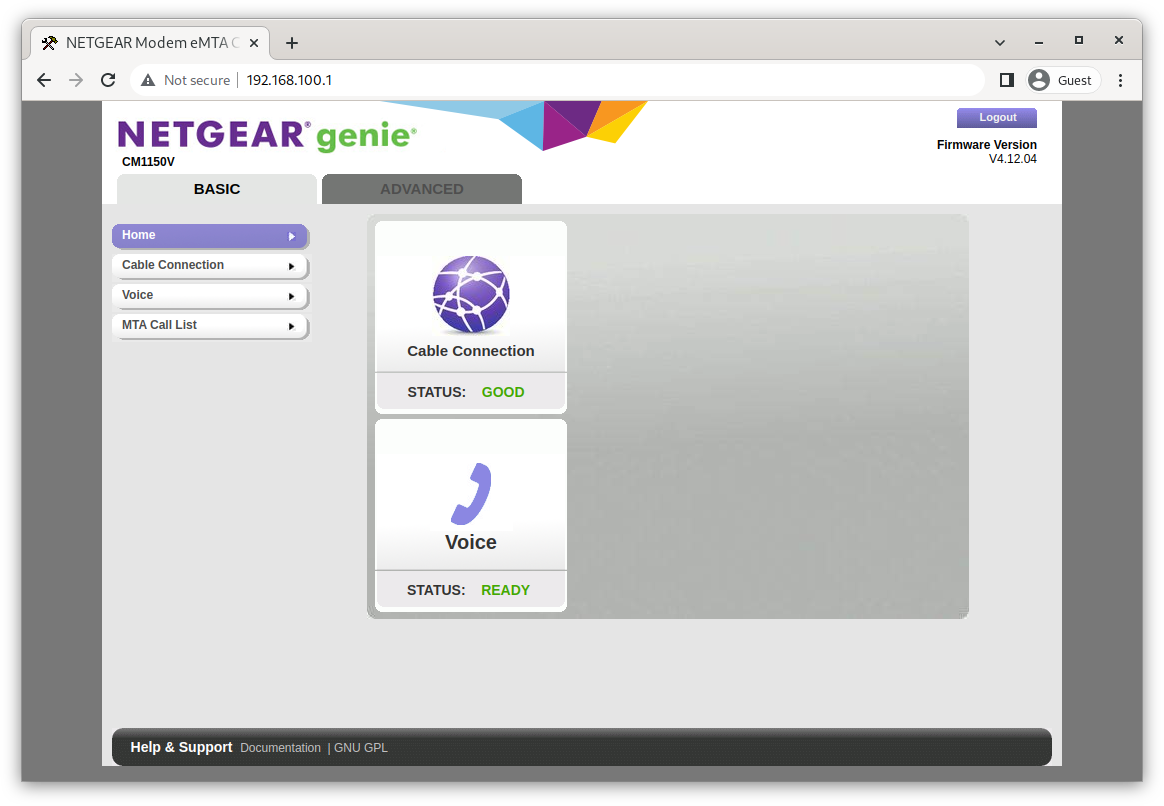 NETGEAR Modem eMTA
Not secure | 192.168.100.1
Guest
NETGEAR® genie®
CM1150V
Logout
Firmware Version
V4.12.04
BASIC
ADVANCED
Home
Cable Connection
Voice
MTA Call List
Cable Connection
STATUS: GOOD
Voice
STATUS: READY
Help & Support Documentation | GNU GPL